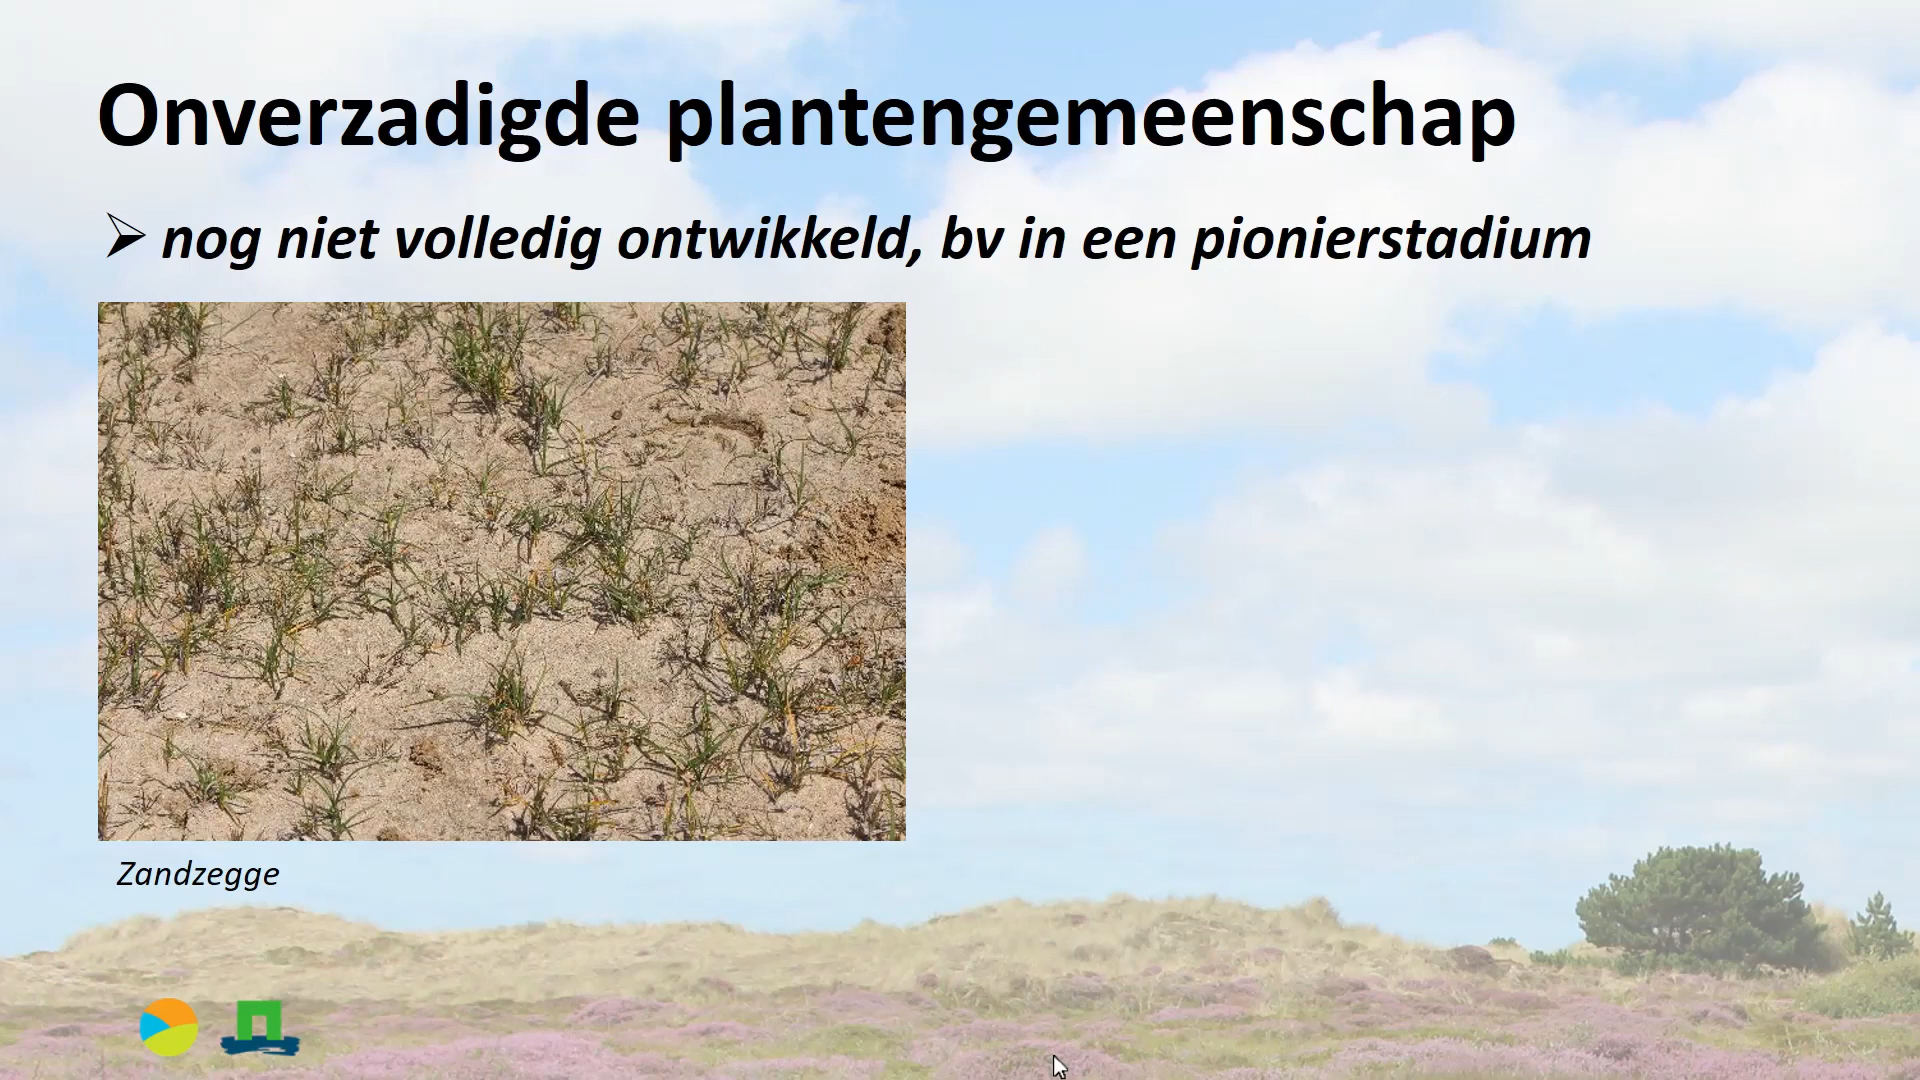 Onverzadigde plantengemeenschap
nog niet volledig ontwikkeld, bv in een pionierstadium
Zandzegge